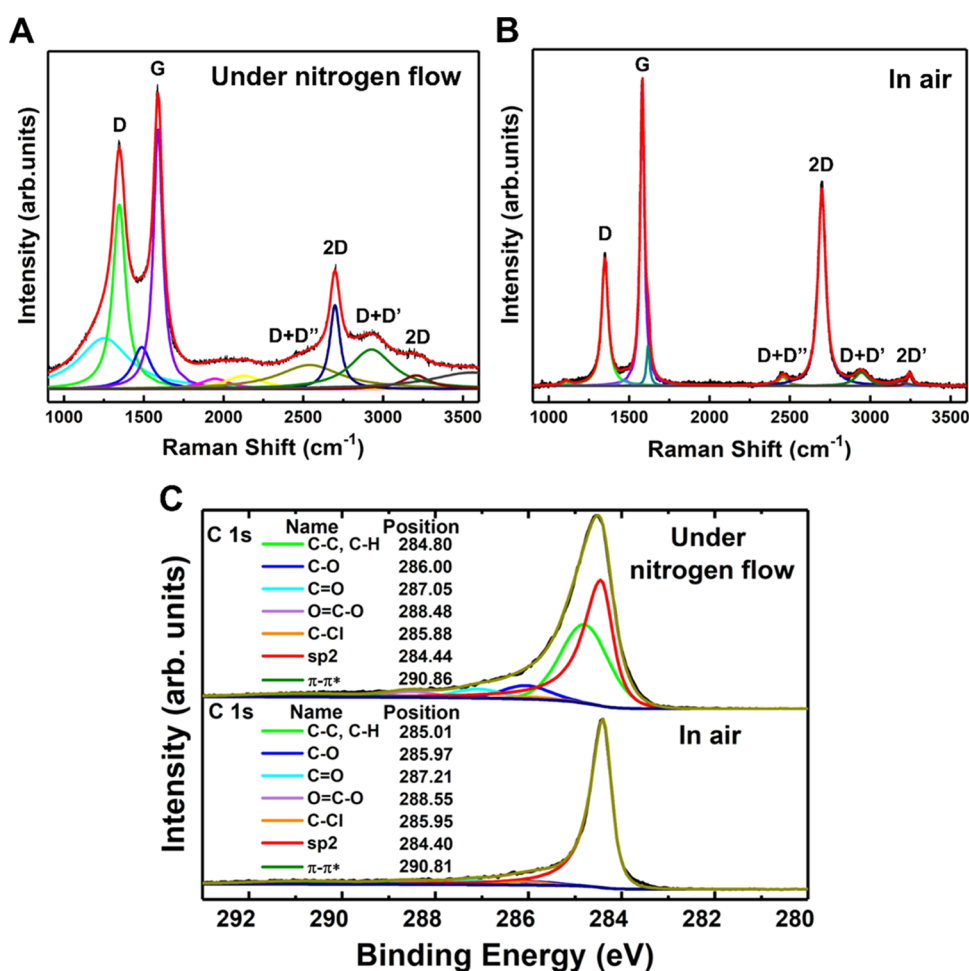 A
Under nitrogen flow
D
G
2D
D+D''
D+D'
2D
Intensity (arb.units)
1000 1500 2000 2500 3000 3500
Raman Shift (cm-1)
B
In air
D
G
2D
D+D''
D+D'
2D'
Intensity (arb.units)
1000 1500 2000 2500 3000 3500
Raman Shift (cm-1)
C
C 1s Name Position
C-C, C-H 284.80
C-O 286.00
C=O 287.05
O=C-O 288.48
C-Cl 285.88
sp2 284.44
π-π* 290.86
Under
nitrogen flow
C 1s Name Position
C-C, C-H 285.01
C-O 285.97
C=O 287.21
O=C-O 288.55
C-Cl 285.95
sp2 284.40
π-π* 290.81
In air
Intensity (arb. units)
292 290 288 286 284 282 280
Binding Energy (eV)